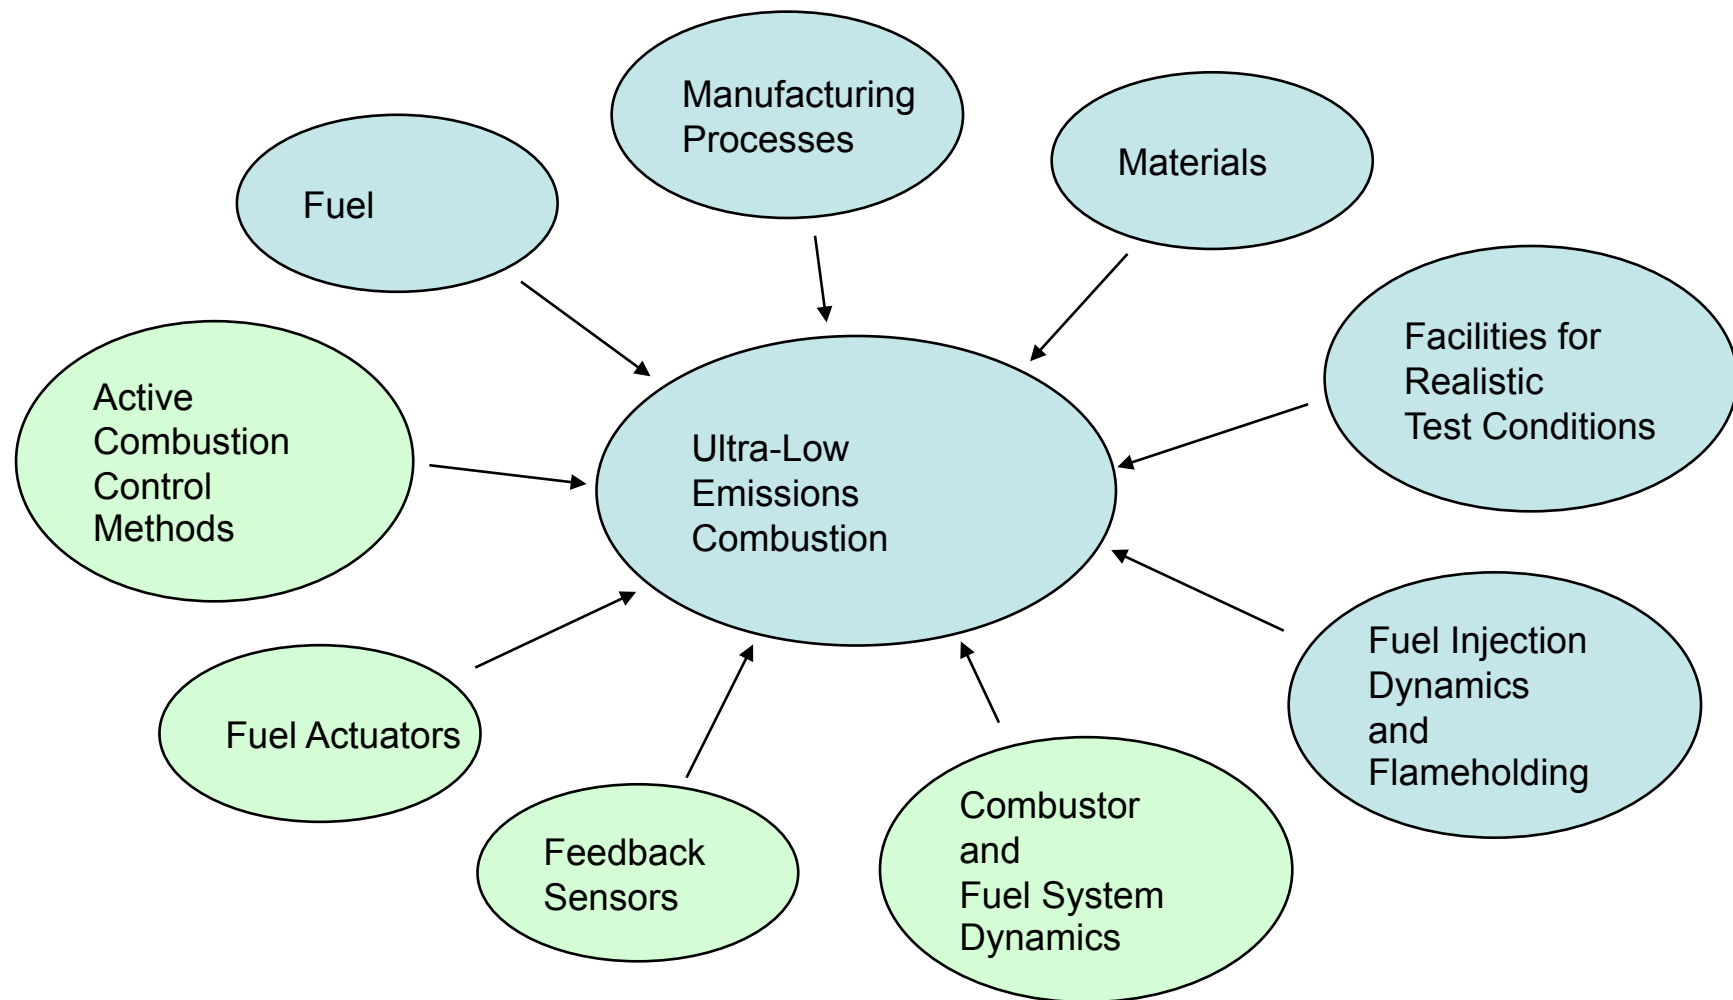 Manufacturing
Processes
Materials
Fuel
Facilities for
Realistic
Test Conditions
Active
Combustion
Control
Methods
Ultra-Low
Emissions
Combustion
Fuel Injection
Dynamics
and
Flameholding
Fuel Actuators
Feedback
Sensors
Combustor
and
Fuel System
Dynamics